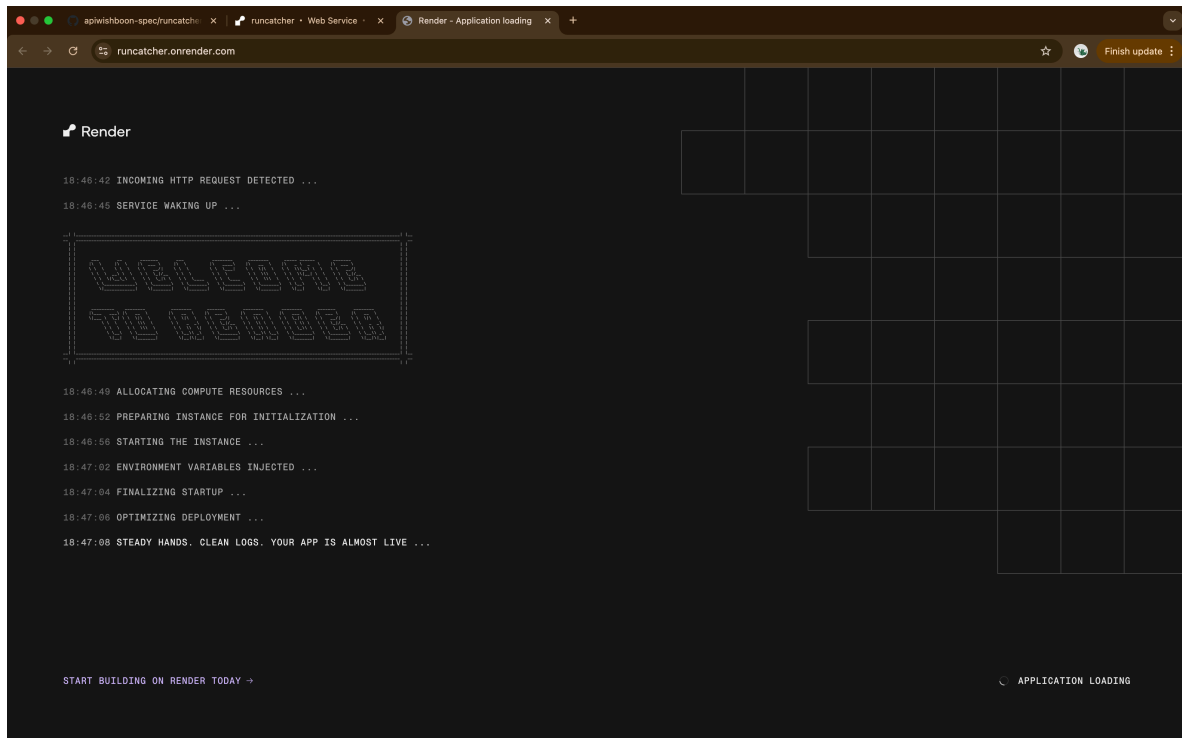 apiwishboon-spec/runcatcher
runcatcher • Web Service
Render - Application loading
runcatcher.onrender.com
Finish update
Render
18:46:42 INCOMING HTTP REQUEST DETECTED ...
18:46:45 SERVICE WAKING UP ...
WELCOME
TO RENDER
18:46:49 ALLOCATING COMPUTE RESOURCES ...
18:46:52 PREPARING INSTANCE FOR INITIALIZATION ...
18:46:56 STARTING THE INSTANCE ...
18:47:02 ENVIRONMENT VARIABLES INJECTED ...
18:47:04 FINALIZING STARTUP ...
18:47:06 OPTIMIZING DEPLOYMENT ...
18:47:08 STEADY HANDS. CLEAN LOGS. YOUR APP IS ALMOST LIVE ...
START BUILDING ON RENDER TODAY →
APPLICATION LOADING